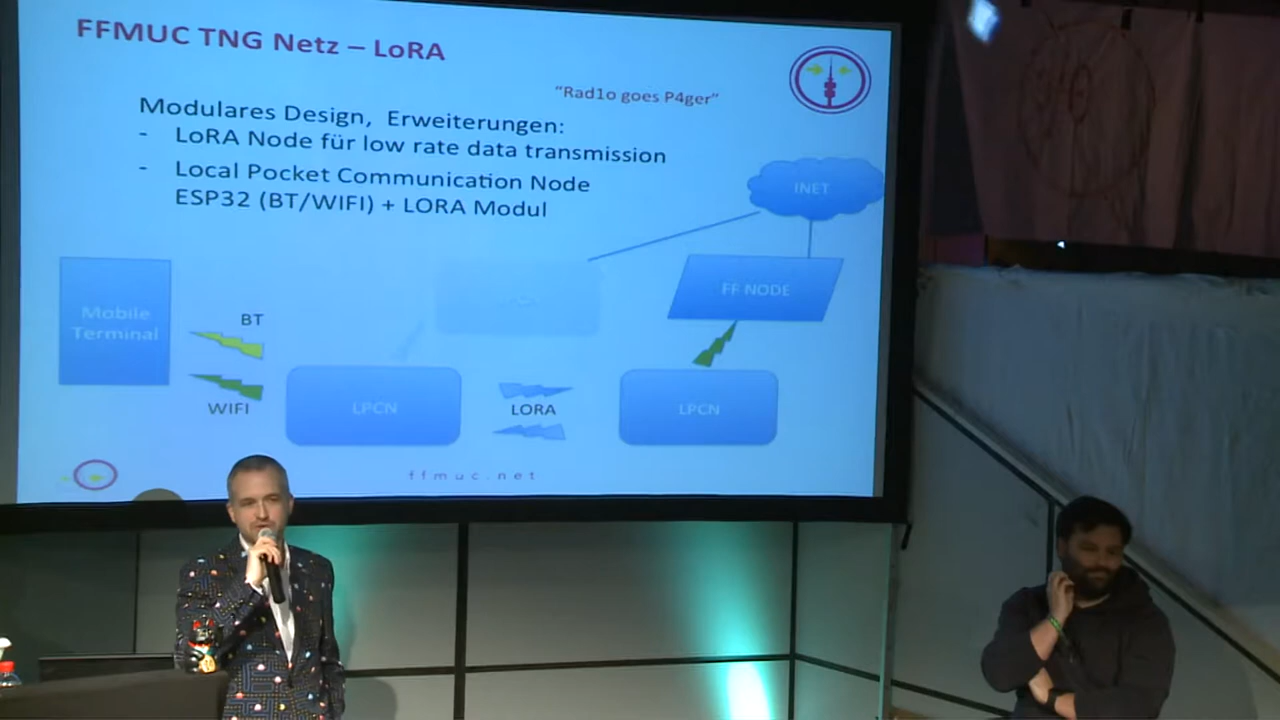 FFMUC TNG Netz – LoRA
"Rad1o goes P4ger"
Modulares Design, Erweiterungen:
- LoRA Node für low rate data transmission
- Local Pocket Communication Node
ESP32 (BT/WIFI) + LORA Modul
INET
FF NODE
Mobile
Terminal
BT
WIFI
LPCN
LORA
LPCN
ffmuc.net